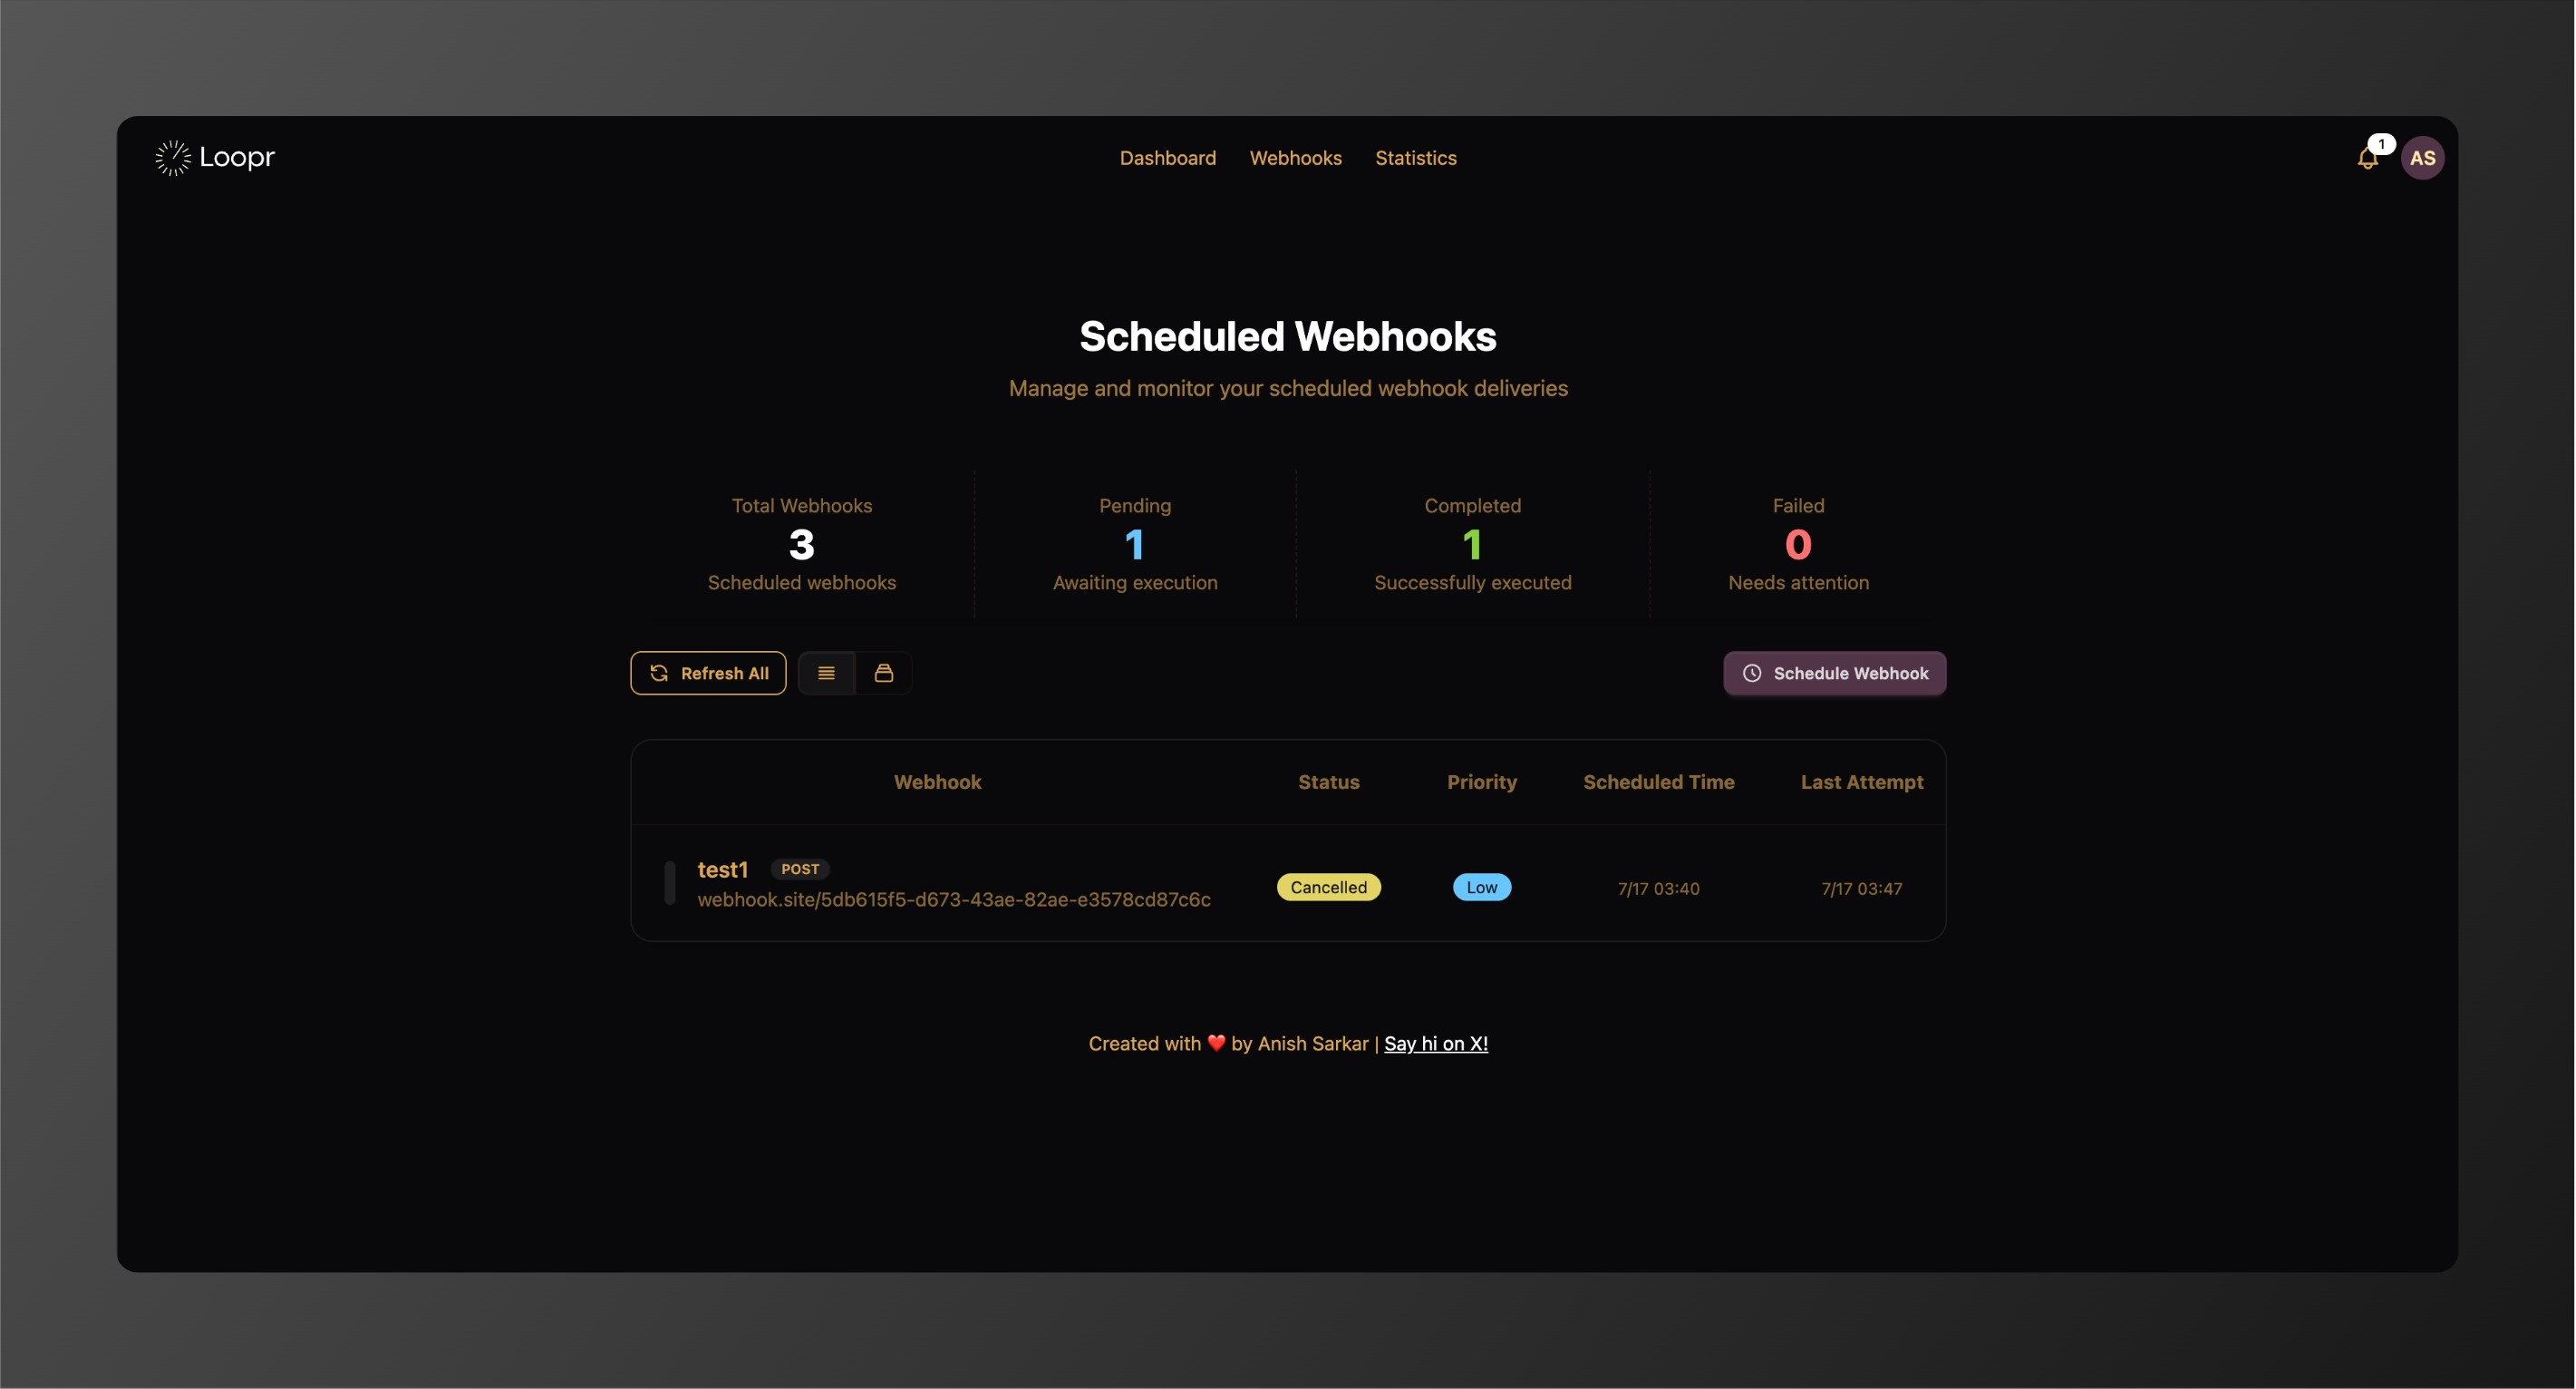 Loopr
Dashboard Webhooks Statistics
1
AS
Scheduled Webhooks
Manage and monitor your scheduled webhook deliveries
Total Webhooks
3
Scheduled webhooks
Pending
1
Awaiting execution
Completed
1
Successfully executed
Failed
0
Needs attention
Refresh All
Schedule Webhook
Webhook Status Priority Scheduled Time Last Attempt
test1 POST
webhook.site/5db615f5-d673-43ae-82ae-e3578cd87c6c
Cancelled Low 7/17 03:40 7/17 03:47
Created with ❤️ by Anish Sarkar | Say hi on X!